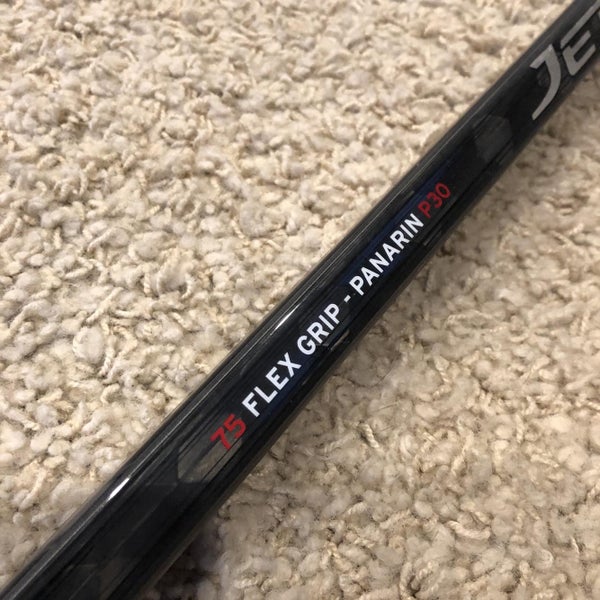 75 FLEX GRIP - PANARIN P30